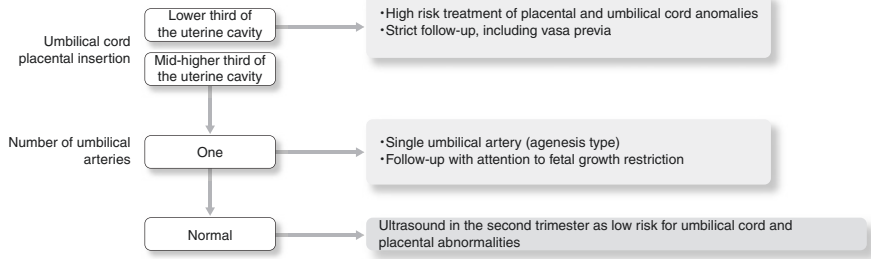 Umbilical cord
placental insertion
Lower third of
the uterine cavity
・High risk treatment of placental and umbilical cord anomalies
・Strict follow-up, including vasa previa
Mid-higher third of
the uterine cavity
Number of umbilical
arteries
One
・Single umbilical artery (agenesis type)
・Follow-up with attention to fetal growth restriction
Normal
Ultrasound in the second trimester as low risk for umbilical cord and
placental abnormalities